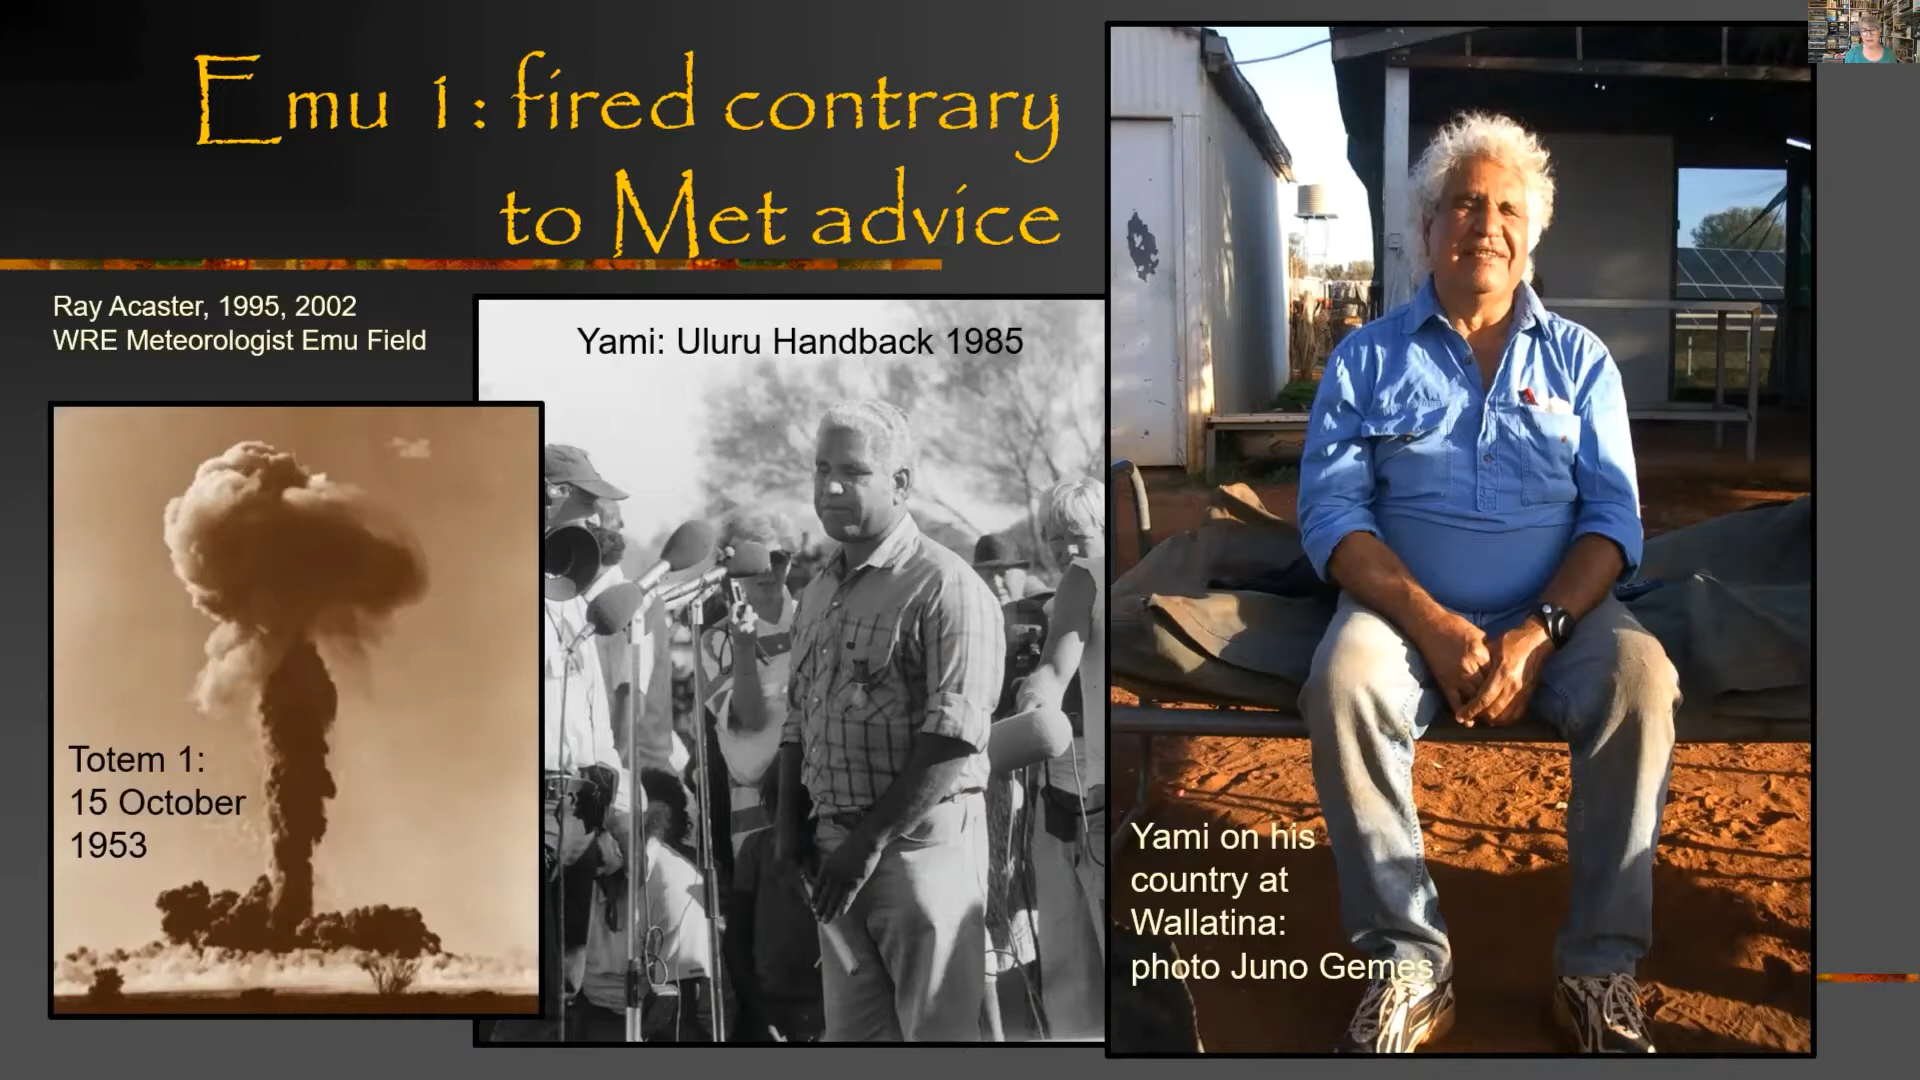 Emu 1: fired contrary
to Met advice
Ray Acaster, 1995, 2002
WRE Meteorologist Emu Field
Yami: Uluru Handback 1985
Totem 1:
15 October
1953
Yami on his
country at
Wallatina:
photo Juno Gemes